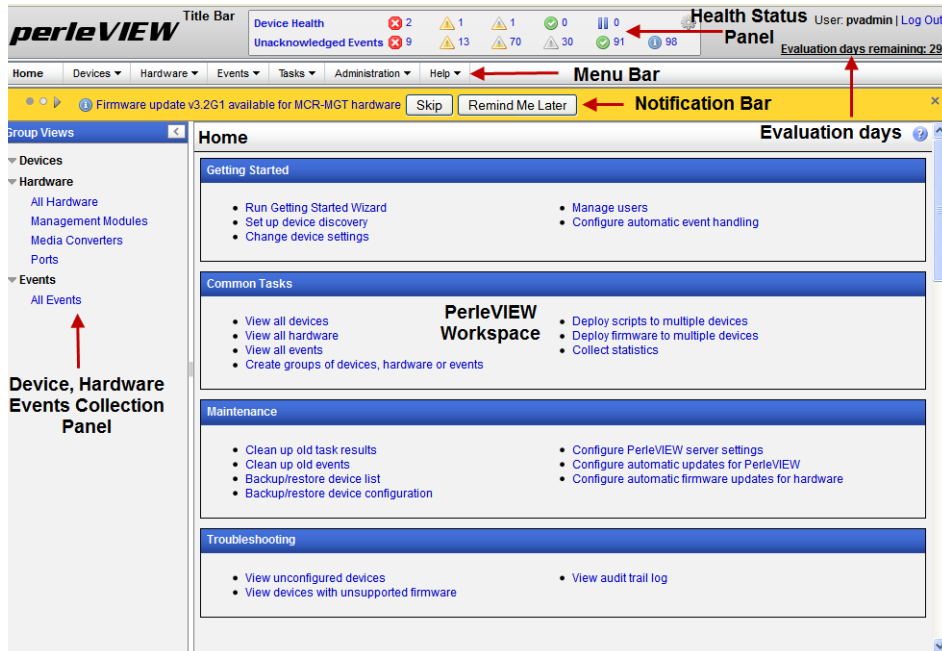 perleVIEW
Title Bar
Device Health 2 1 1 0 0
Unacknowledged Events 9 13 70 30 91 98
Health Status
Panel
User: pvadmin | Log Out
Evaluation days remaining: 29
Home Devices Hardware Events Tasks Administration Help
Menu Bar
Firmware update v3.2G1 available for MCR-MGT hardware Skip Remind Me Later
Notification Bar
Group Views
Home
Evaluation days
Devices
Hardware
All Hardware
Management Modules
Media Converters
Ports
Events
All Events
Device, Hardware
Events Collection
Panel
Getting Started
Run Getting Started Wizard
Set up device discovery
Change device settings
Manage users
Configure automatic event handling
Common Tasks
View all devices
View all hardware
View all events
Create groups of devices, hardware or events
PerleVIEW
Workspace
Deploy scripts to multiple devices
Deploy firmware to multiple devices
Collect statistics
Maintenance
Clean up old task results
Clean up old events
Backup/restore device list
Backup/restore device configuration
Configure PerleVIEW server settings
Configure automatic updates for PerleVIEW
Configure automatic firmware updates for hardware
Troubleshooting
View unconfigured devices
View devices with unsupported firmware
View audit trail log